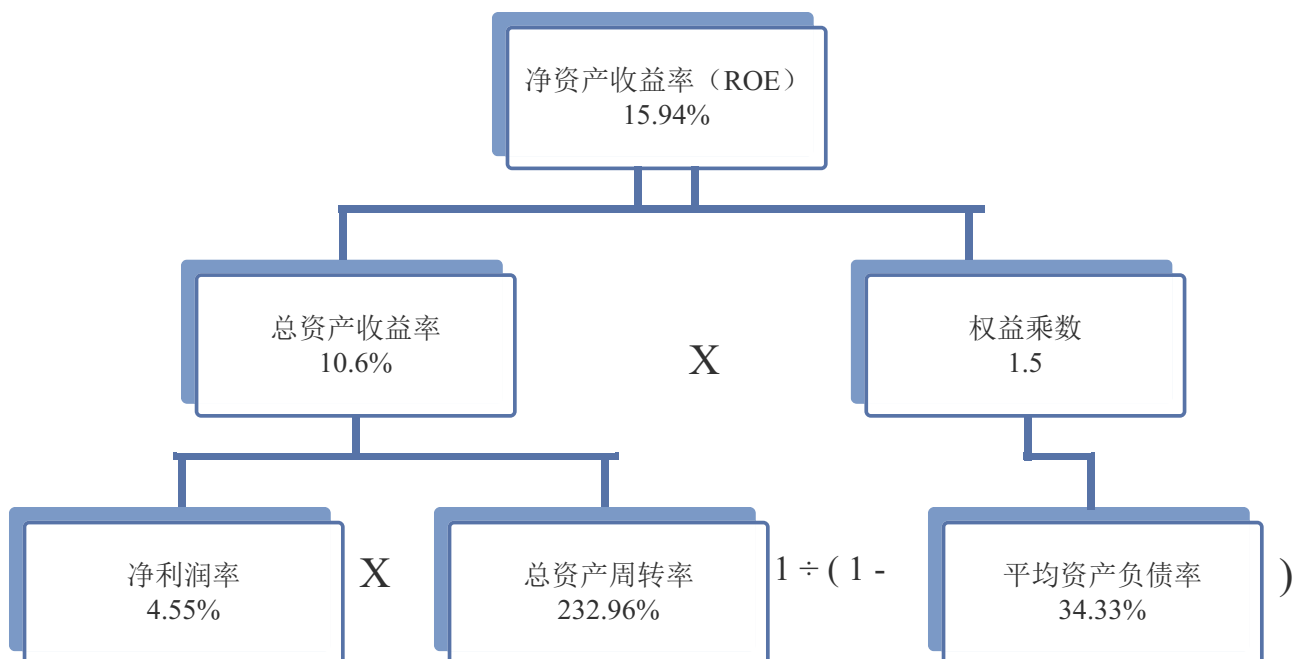 净资产收益率（ROE）
15.94%
总资产收益率
10.6%
X
权益乘数
1.5
净利润率
4.55%
X
总资产周转率
232.96%
1 ÷ ( 1 -
平均资产负债率
34.33%
)